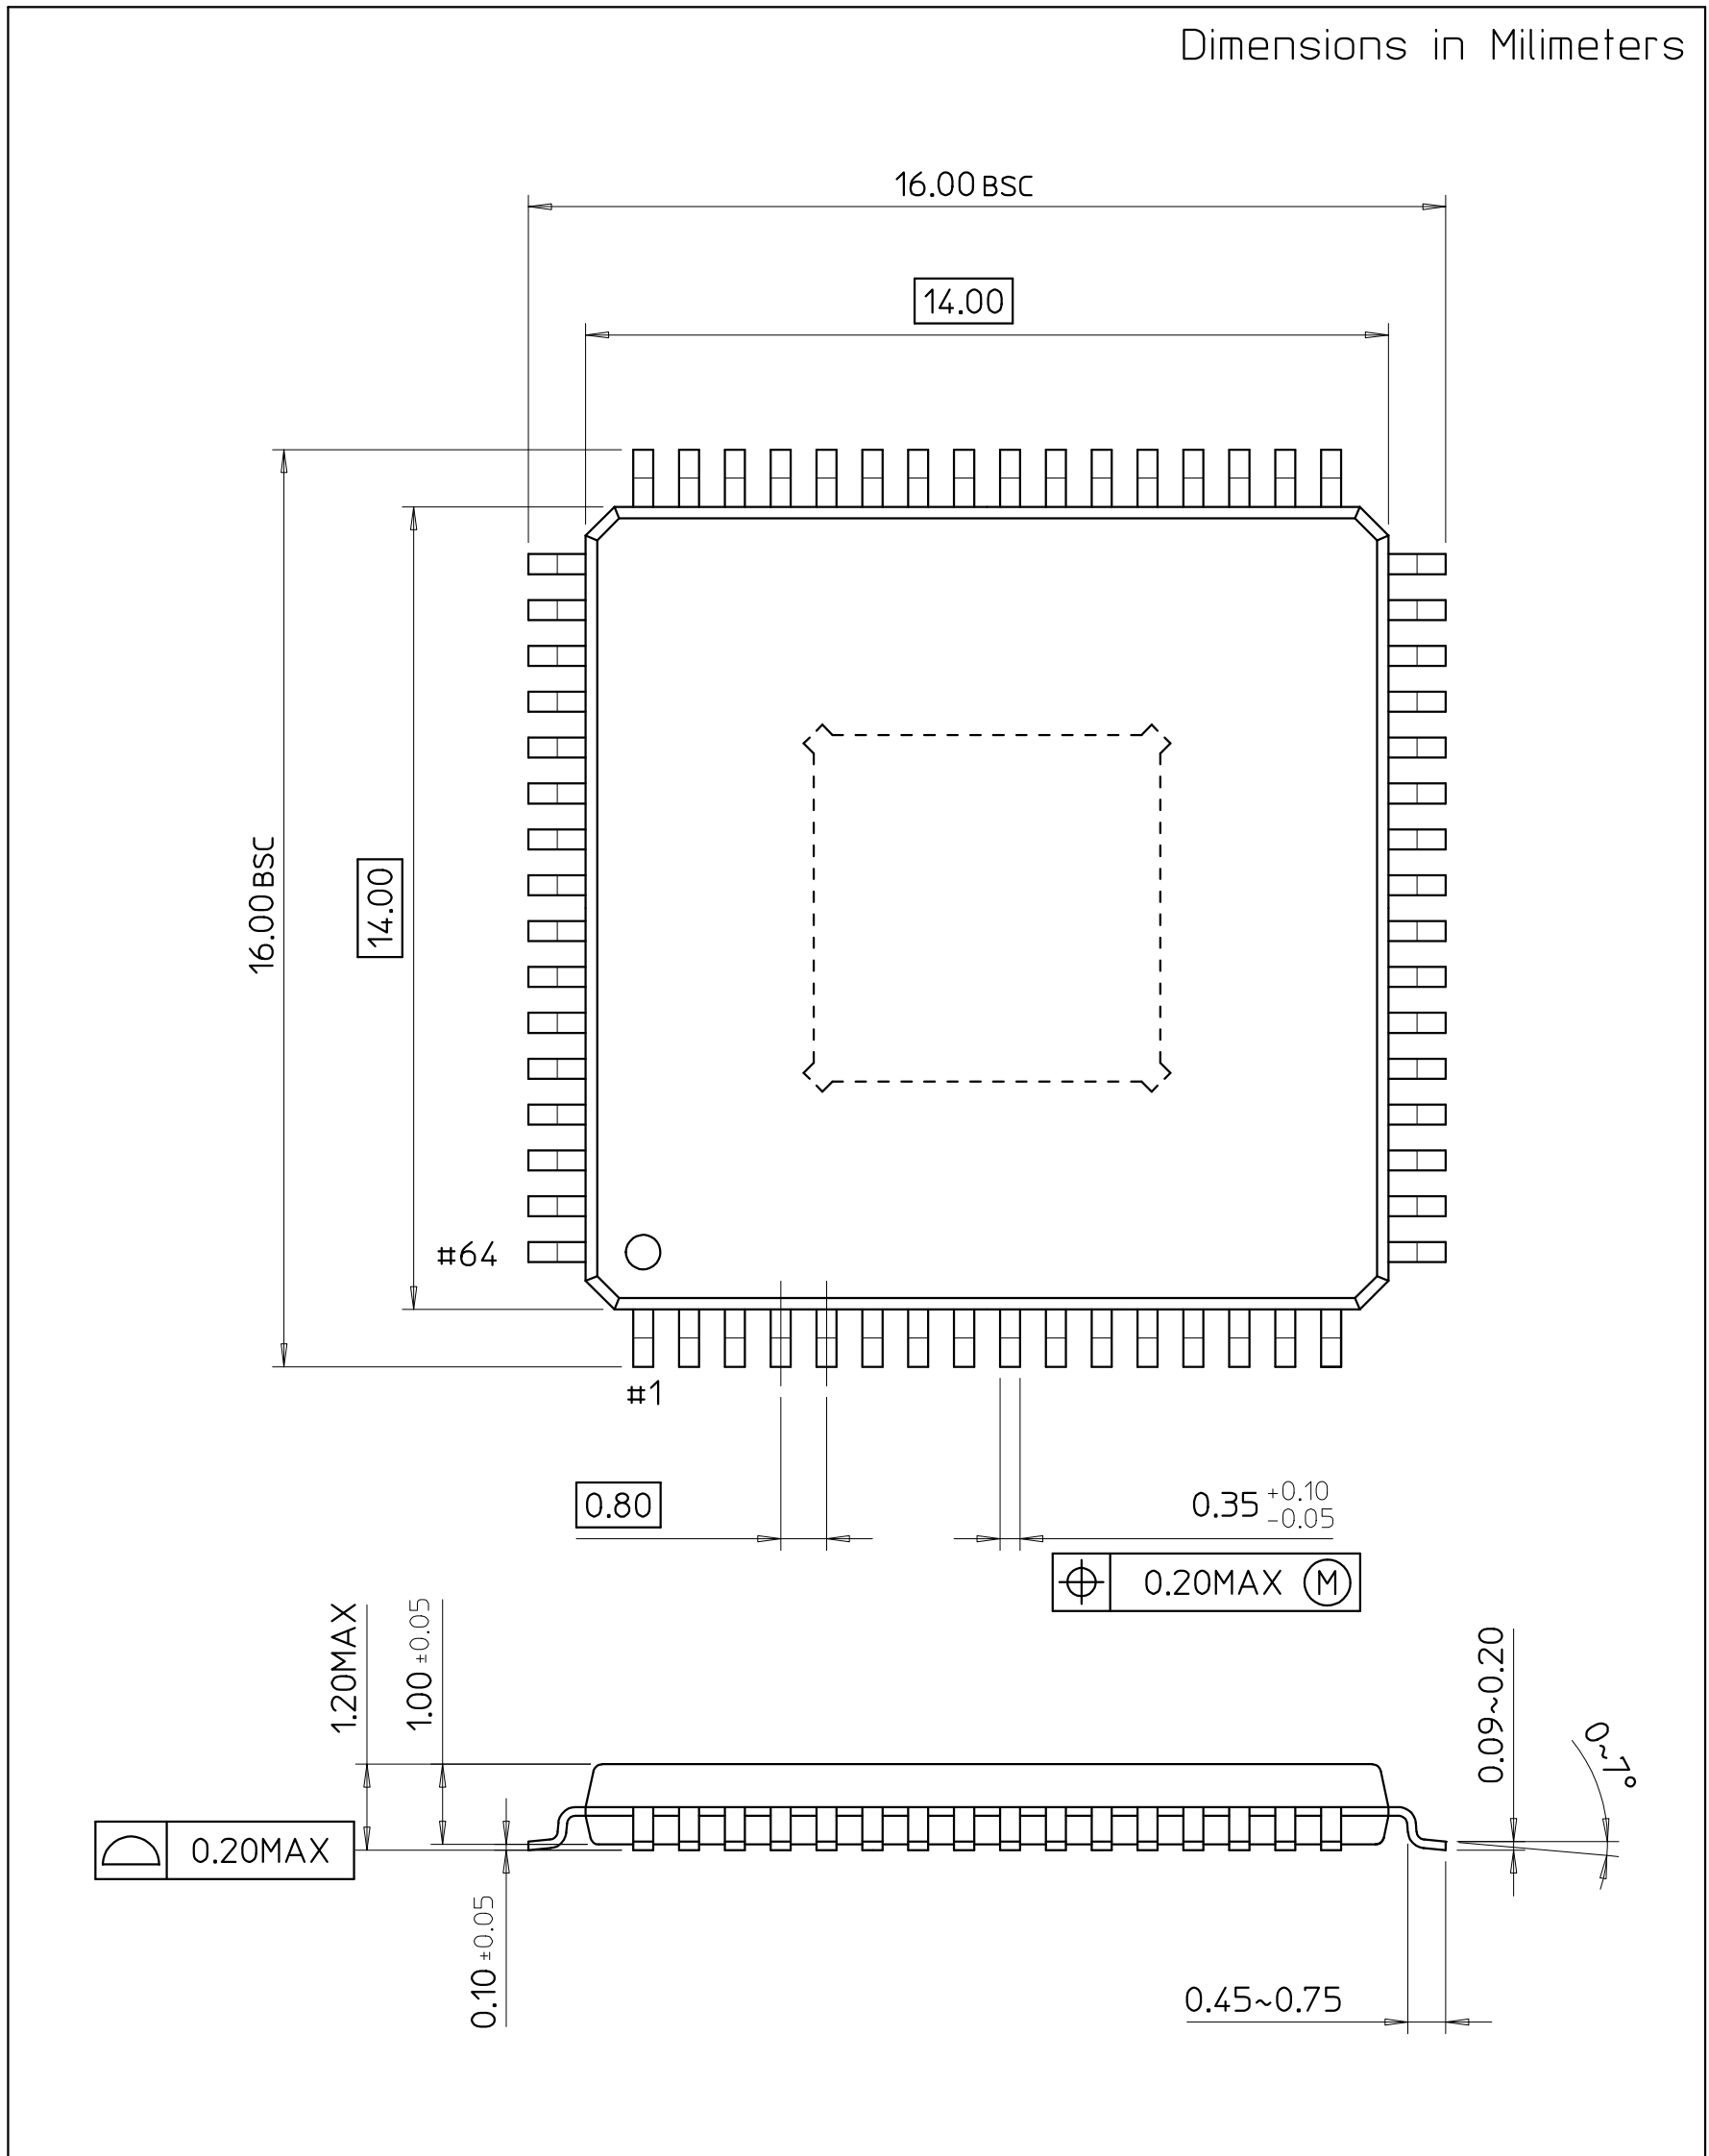 Dimensions in Milimeters
16.00 BSC
14.00
16.00 BSC
14.00
#64
#1
0.80
0.35 +0.10 -0.05
0.20MAX Ⓜ
1.20MAX
1.00 ±0.05
0.09~0.20
0~7°
0.20MAX
0.10 ±0.05
0.45~0.75